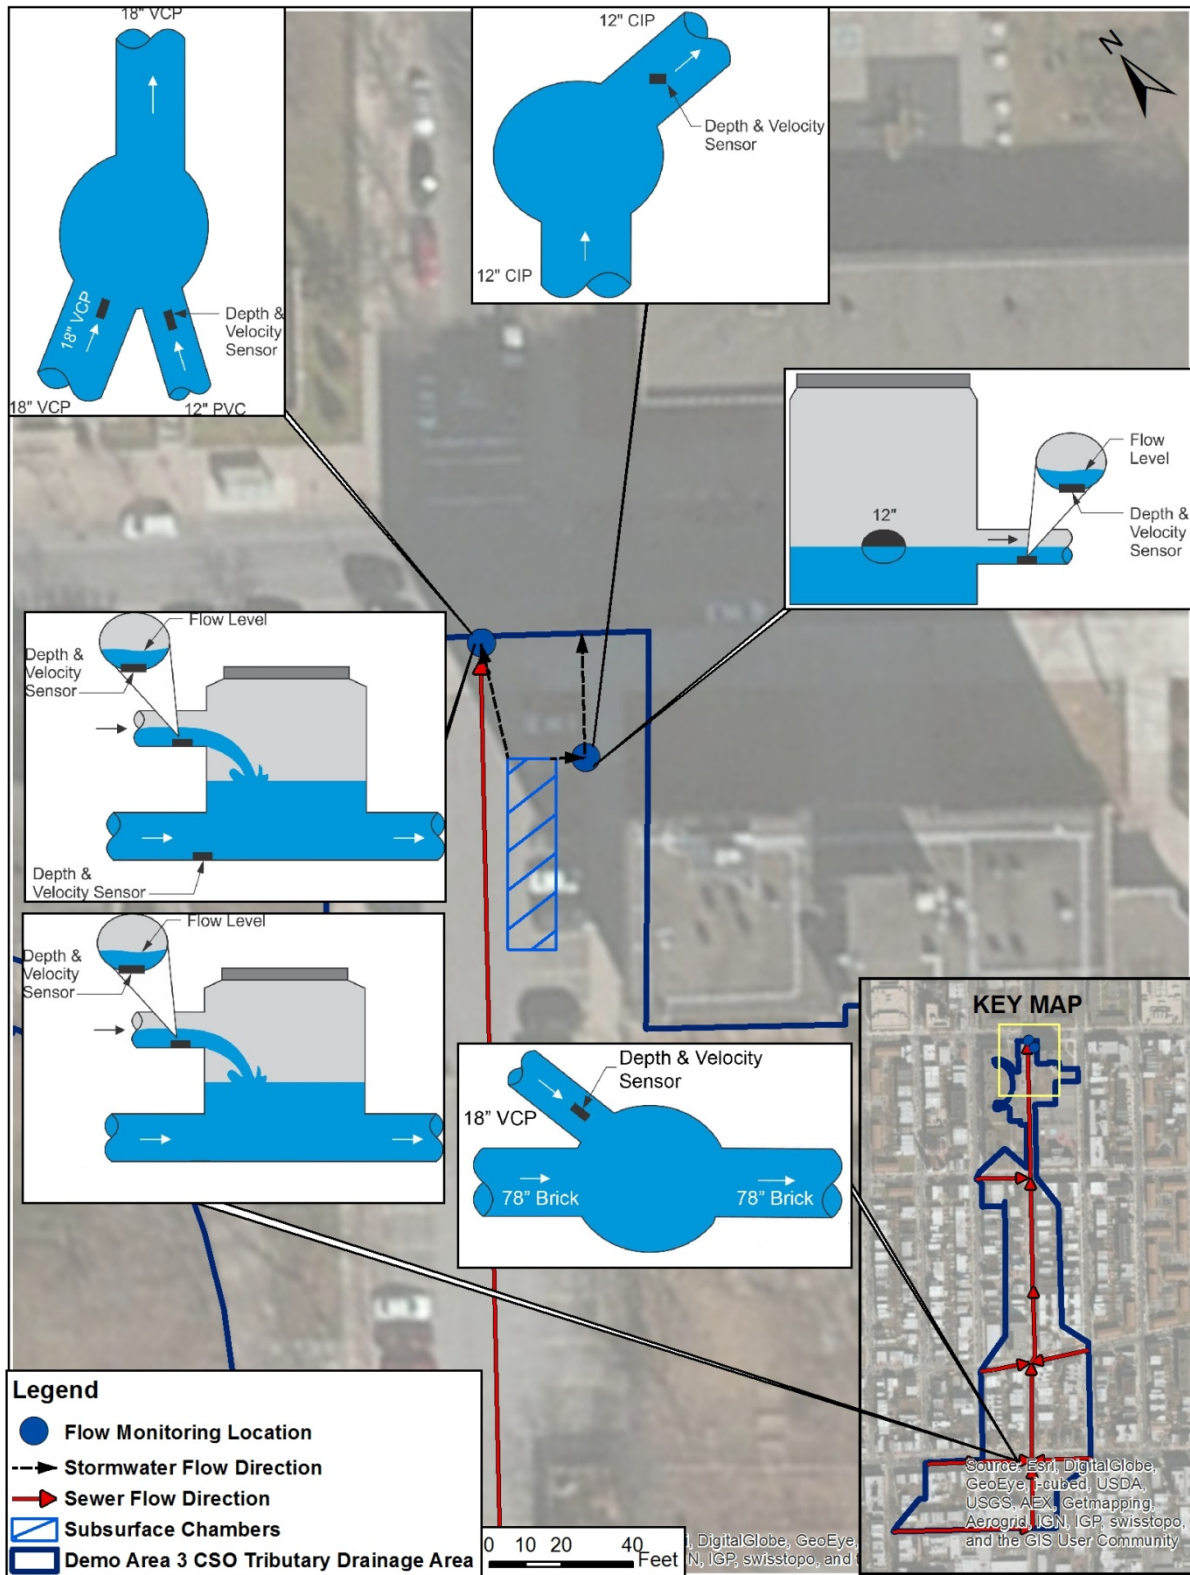 18" VCP
18" VCP
Depth &
Velocity
Sensor
18" VCP
12" PVC
12" CIP
Depth & Velocity
Sensor
12" CIP
N
12"
Flow
Level
Depth &
Velocity
Sensor
Flow Level
Depth &
Velocity
Sensor
Depth
& Velocity Sensor
Flow Level
Depth &
Velocity
Sensor
Depth & Velocity
Sensor
18" VCP
78" Brick
78" Brick
KEY MAP
Source: Esri, DigitalGlobe,
GeoEye, i-cubed, USDA,
USGS, AEX, Getmapping,
Aerogrid, IGN, IGP, swisstopo,
and the GIS User Community
Legend
Flow Monitoring Location
Stormwater Flow Direction
Sewer Flow Direction
Subsurface Chambers
Demo Area 3 CSO Tributary Drainage Area
0 10 20 40
Feet
i, DigitalGlobe, GeoEye,
N, IGP, swisstopo, and t